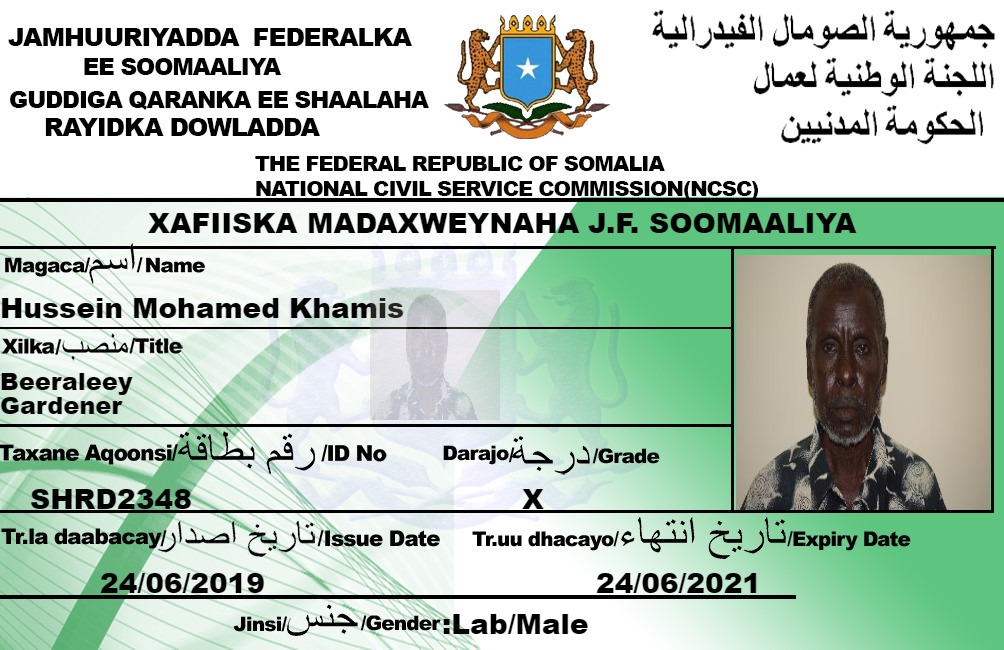 JAMHUURIYADDA FEDERALKA
EE SOOMAALIYA
GUDDIGA QARANKA EE SHAALAHA
RAYIDKA DOWLADDA
جمهورية الصومال الفيدرالية
اللجنة الوطنية لعمال
الحكومة المدنيين
THE FEDERAL REPUBLIC OF SOMALIA
NATIONAL CIVIL SERVICE COMMISSION(NCSC)
XAFIISKA MADAXWEYNAHA J.F. SOOMAALIYA
Magaca/اسم/Name
Hussein Mohamed Khamis
Xilka/منصب/Title
Beeraleey
Gardener
Taxane Aqoonsi/رقم بطاقة/ID No
Darajo/درجة/Grade
SHRD2348
X
Tr.la daabacay/تاريخ اصدار/Issue Date
Tr.uu dhacayo/تاريخ انتهاء/Expiry Date
24/06/2019
24/06/2021
Jinsi/جنس/Gender:Lab/Male